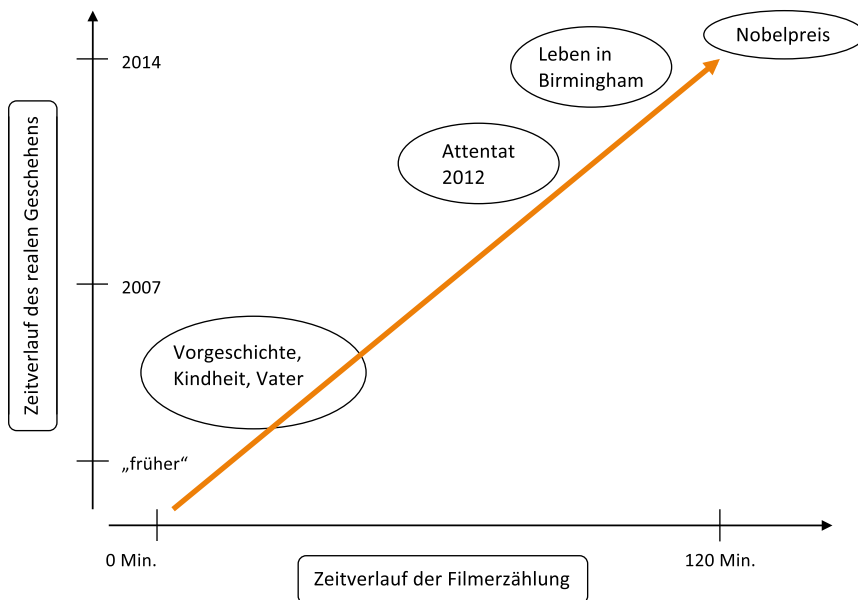 Nobelpreis
Leben in
Birmingham
2014
Attentat
2012
Zeitverlauf des realen Geschehens
2007
Vorgeschichte,
Kindheit, Vater
„früher“
0 Min.
120 Min.
Zeitverlauf der Filmerzählung